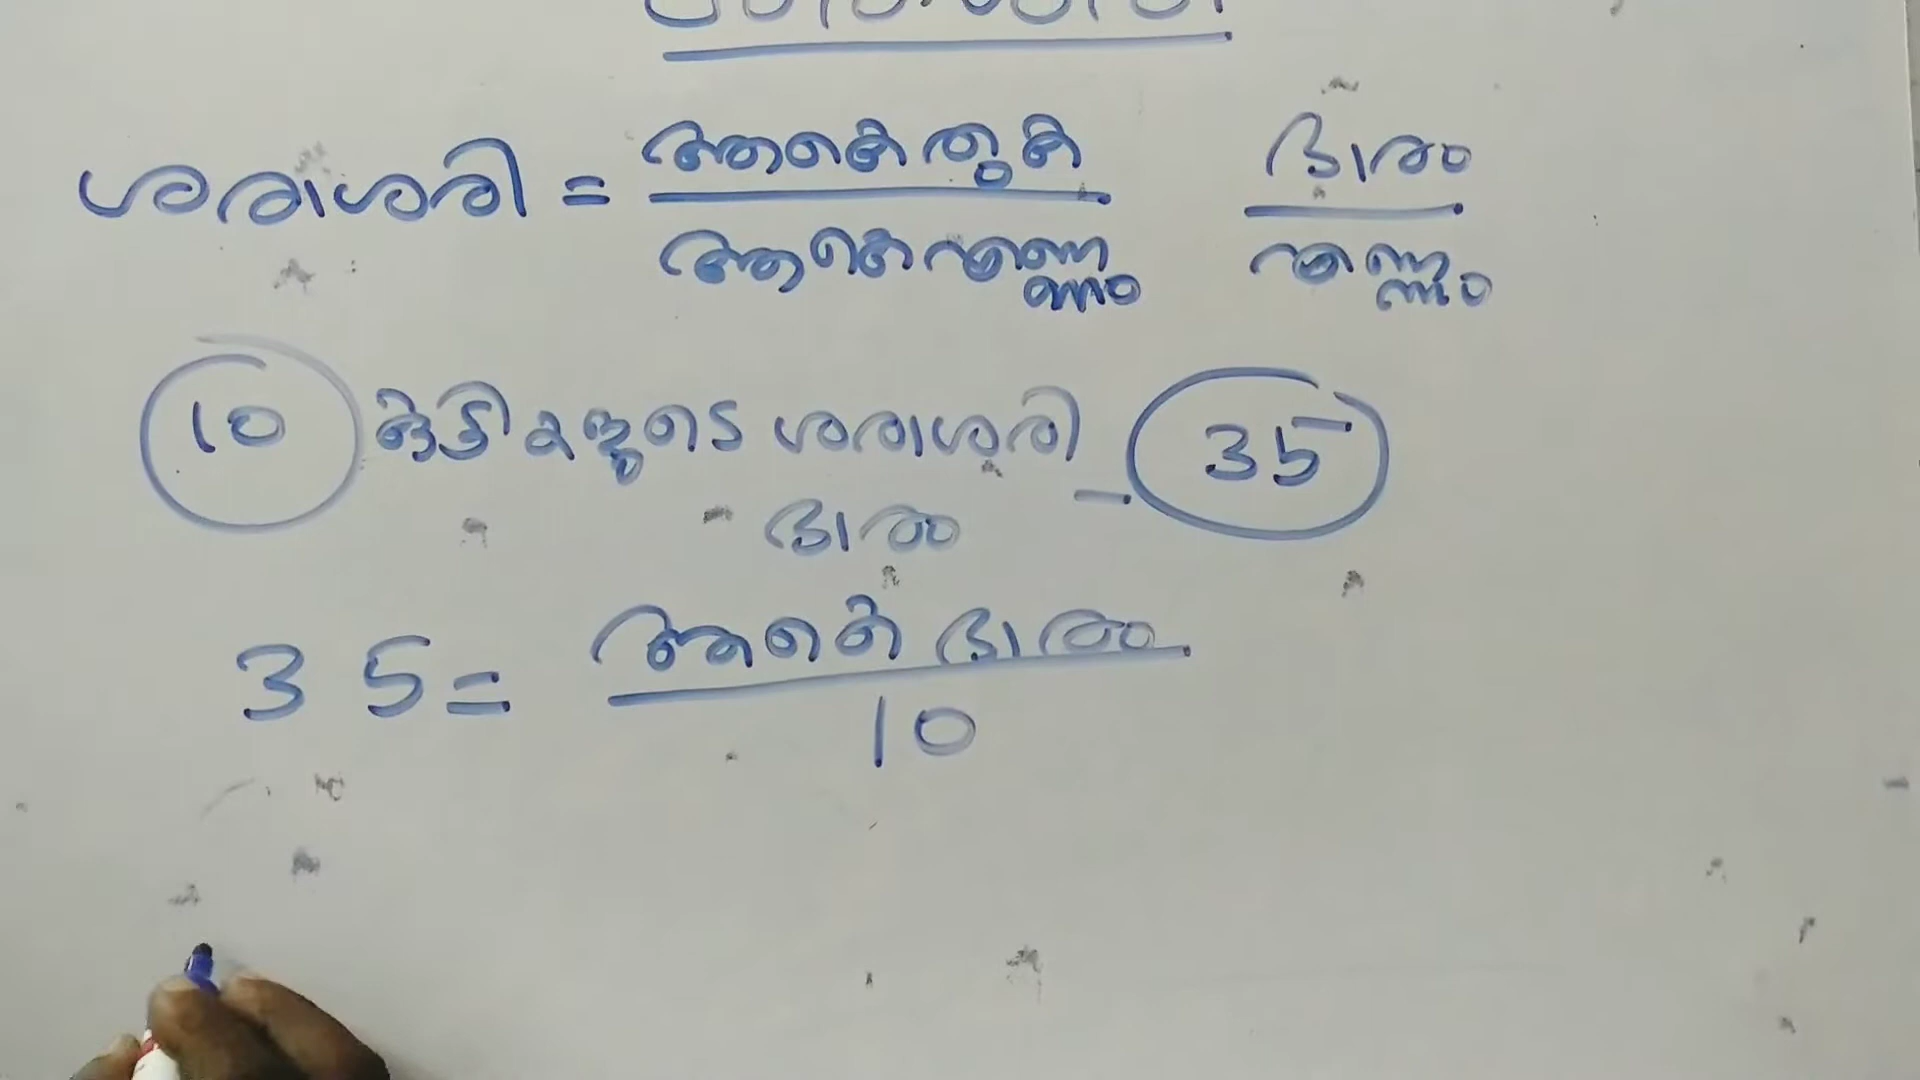 ശരാശരി = ആകെ തുക / ആകെ എണ്ണം   ഭാരം / എണ്ണം
10 കുട്ടികളുടെ ശരാശരി ഭാരം - 35
35 = ആകെ ഭാരം / 10